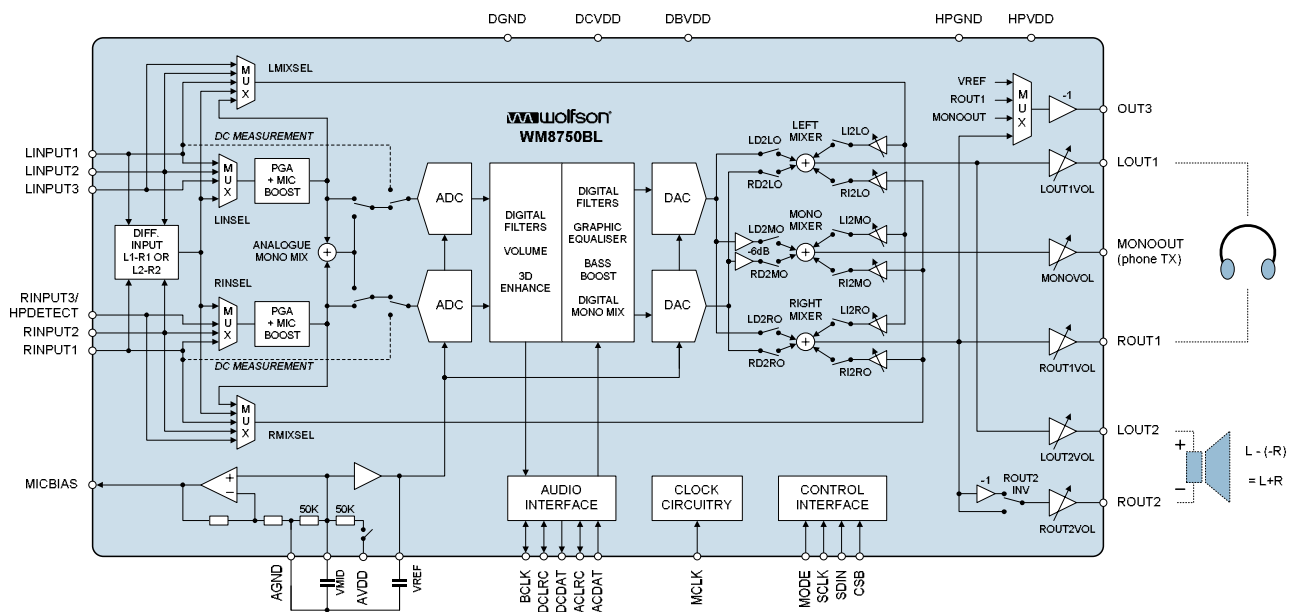 DGND
DCVDD
DBVDD
HPGND
HPVDD
MUX
LMIXSEL
wolfson
WM8750BL
VREF
ROUT1
MONOOUT
MUX
-1
OUT3
DC MEASUREMENT
LINPUT1
LINPUT2
LINPUT3
MUX
LINSEL
PGA
+ MIC
BOOST
ADC
DIGITAL
FILTERS
VOLUME
3D
ENHANCE
DIGITAL
FILTERS
GRAPHIC
EQUALISER
BASS
BOOST
DIGITAL
MONO MIX
DAC
LD2LO
RD2LO
LEFT
MIXER
LI2LO
RI2LO
LOUT1VOL
LOUT1
DIFF.
INPUT
L1-R1 OR
L2-R2
ANALOGUE
MONO MIX
LD2MO
-6dB
RD2MO
MONO
MIXER
LI2MO
RI2MO
MONOVOL
MONOOUT
(phone TX)
RINPUT3/
HPDETECT
RINPUT2
RINPUT1
RINSEL
MUX
PGA
+ MIC
BOOST
ADC
DAC
LD2RO
RD2RO
RIGHT
MIXER
LI2RO
RI2RO
ROUT1VOL
ROUT1
DC MEASUREMENT
MUX
RMIXSEL
LOUT2VOL
LOUT2
+
−
L - (-R)
= L+R
MICBIAS
+
−
50K
50K
AUDIO
INTERFACE
CLOCK
CIRCUITRY
CONTROL
INTERFACE
-1
ROUT2
INV
ROUT2VOL
ROUT2
AGND
VMID
AVDD
VREF
BCLK
DCLRC
DCDAT
ACLRC
ACDAT
MCLK
MODE
SCLK
SDIN
CSB